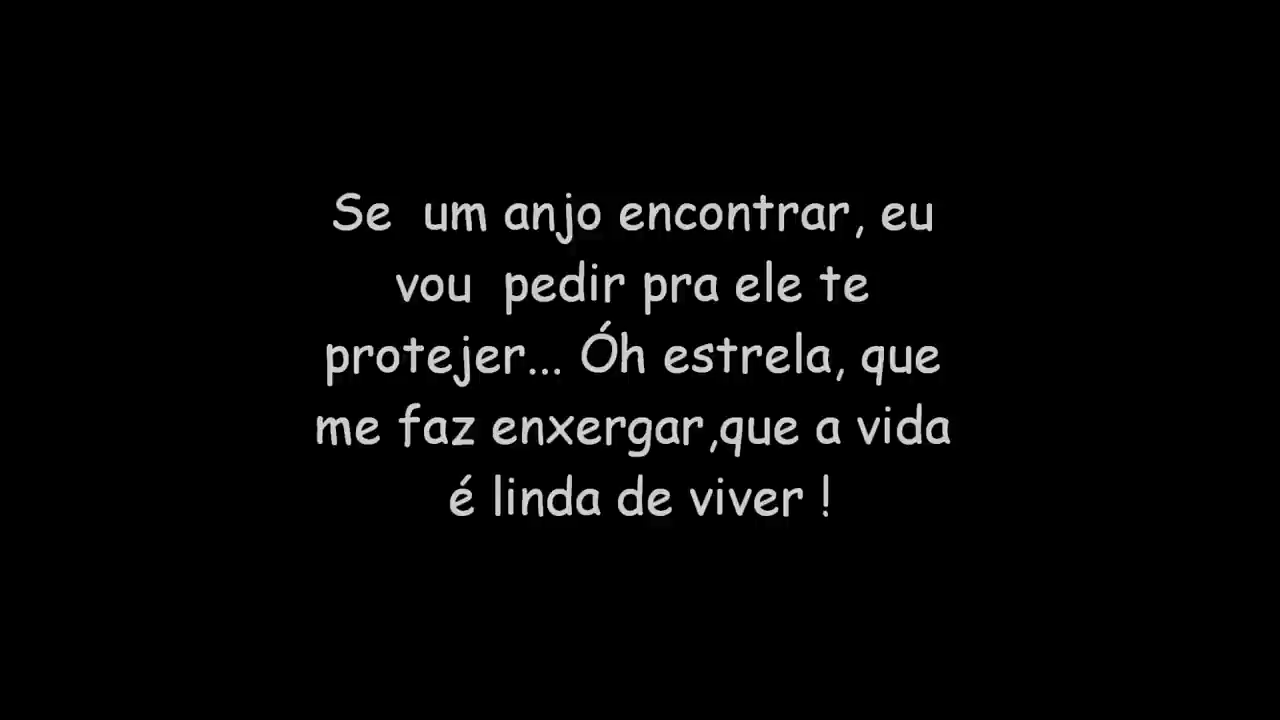 Se  um anjo encontrar, eu
vou  pedir pra ele te
protejer... Óh estrela, que
me faz enxergar,que a vida
é linda de viver !